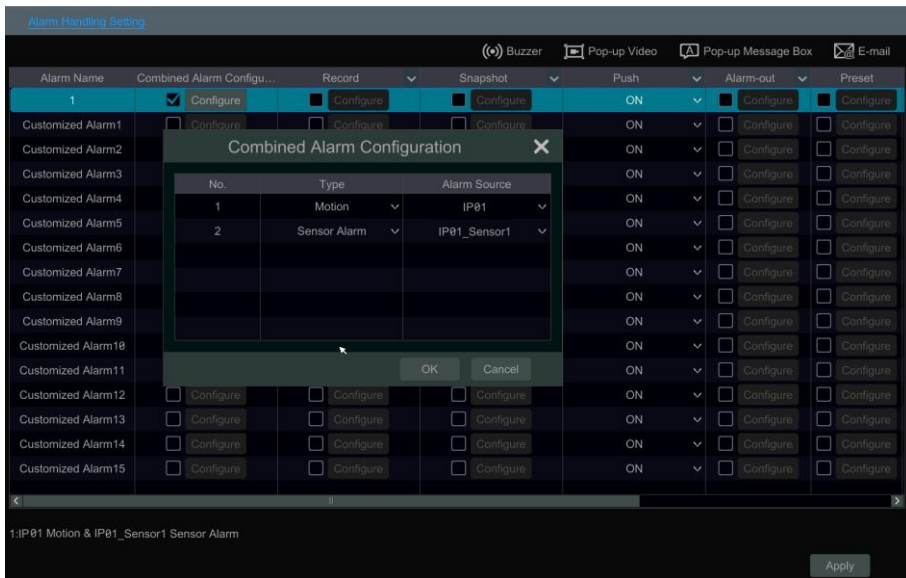 Alarm Handling Setting
Buzzer Pop-up Video Pop-up Message Box E-mail
Alarm Name Combined Alarm Configu... Record Snapshot Push Alarm-out Preset
1 Configure Configure Configure ON Configure Configure
Customized Alarm1 Configure Configure Configure ON Configure Configure
Customized Alarm2 ON Configure Configure
Customized Alarm3 ON Configure Configure
Customized Alarm4 ON Configure Configure
Customized Alarm5 ON Configure Configure
Customized Alarm6 ON Configure Configure
Customized Alarm7 ON Configure Configure
Customized Alarm8 ON Configure Configure
Customized Alarm9 ON Configure Configure
Customized Alarm10 ON Configure Configure
Customized Alarm11 ON Configure Configure
Customized Alarm12 Configure Configure Configure ON Configure Configure
Customized Alarm13 Configure Configure Configure ON Configure Configure
Customized Alarm14 Configure Configure Configure ON Configure Configure
Customized Alarm15 Configure Configure Configure ON Configure Configure
Combined Alarm Configuration
No. Type Alarm Source
1 Motion IP01
2 Sensor Alarm IP01_Sensor1
OK Cancel
1:IP01 Motion & IP01_Sensor1 Sensor Alarm
Apply